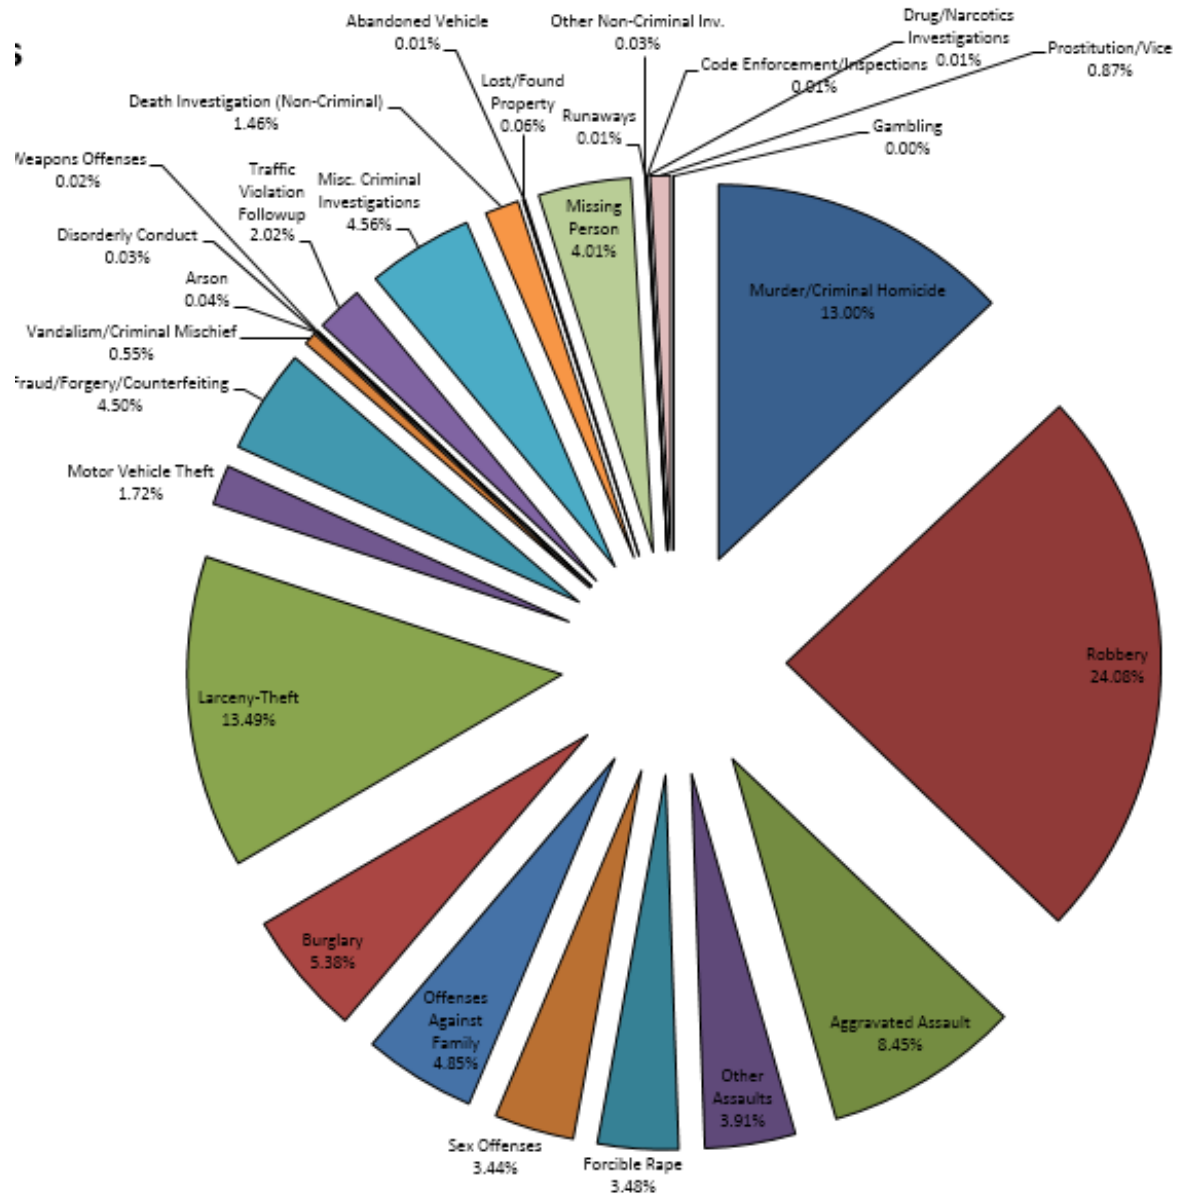 Abandoned Vehicle
0.01%
Other Non-Criminal Inv.
0.03%
Drug/Narcotics
Investigations
0.01%
Prostitution/Vice
0.87%
s
Code Enforcement/Inspections
0.01%
Lost/Found
Property
0.06%
Death Investigation (Non-Criminal)
1.46%
Runaways
0.01%
Gambling
0.00%
Weapons Offenses
0.02%
Traffic
Violation
Followup
2.02%
Misc. Criminal
Investigations
4.56%
Missing
Person
4.01%
Disorderly Conduct
0.03%
Arson
0.04%
Murder/Criminal Homicide
13.00%
Vandalism/Criminal Mischief
0.55%
Fraud/Forgery/Counterfeiting
4.50%
Motor Vehicle Theft
1.72%
Robbery
24.08%
Larceny-Theft
13.49%
Burglary
5.38%
Offenses
Against
Family
4.85%
Aggravated Assault
8.45%
Other
Assaults
3.91%
Sex Offenses
3.44%
Forcible Rape
3.48%